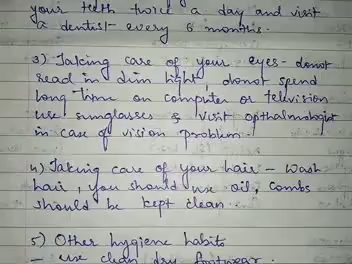 your teeth twice a day and visit
a dentist every 6 months.
3) Taking care of your eyes - donot
read in dim light, donot spend
long time on computer or television
use sunglasses & visit opthalmologist
in case of vision problem.
4) Taking care of your hair - wash
hair, you should use oil, combs
should be kept clean.
5) Other hygiene habits
- use clean dry footwear.